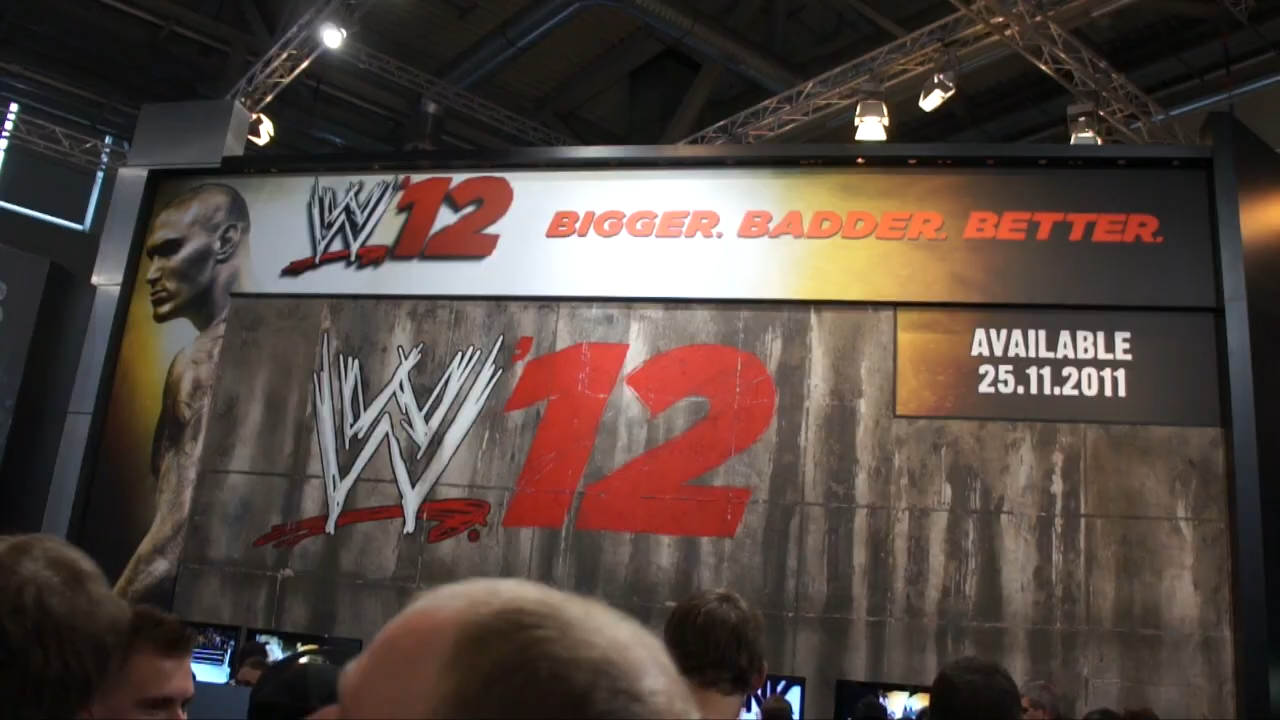 W'12 BIGGER. BADDER. BETTER.
W'12
AVAILABLE
25.11.2011